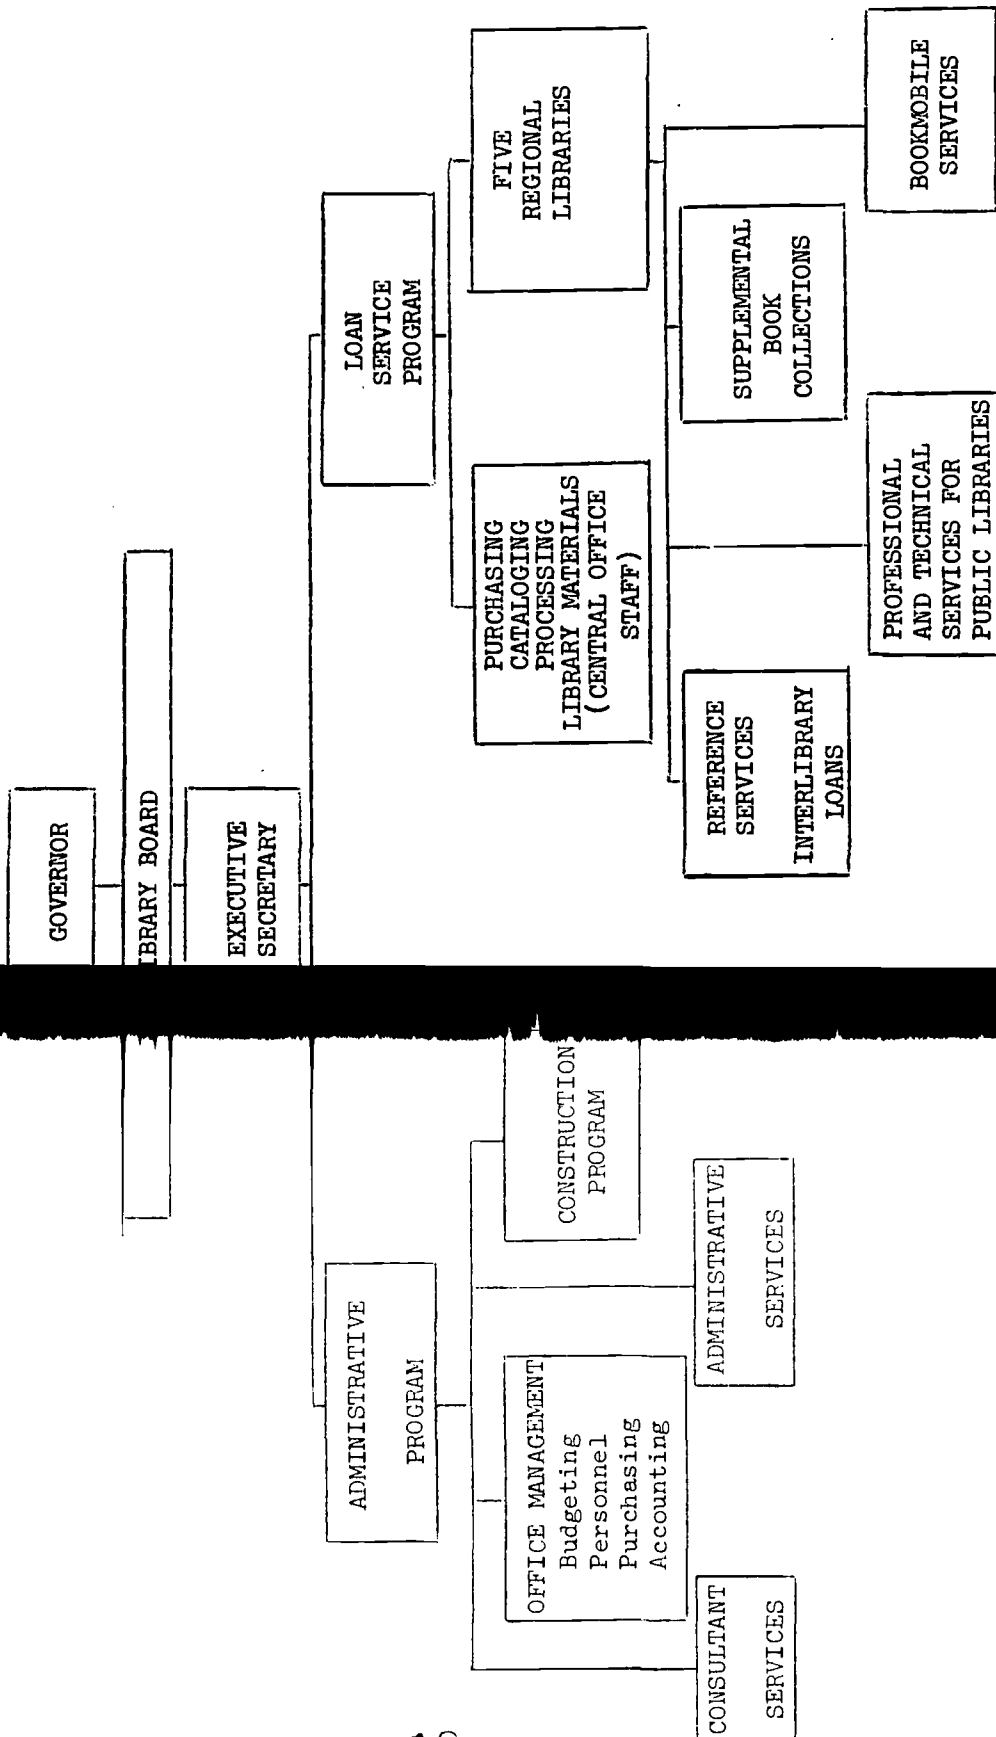 GOVERNOR
IBRARY BOARD
EXECUTIVE
SECRETARY
ADMINISTRATIVE
PROGRAM
LOAN
SERVICE
PROGRAM
CONSULTANT
SERVICES
OFFICE MANAGEMENT
Budgeting
Personnel
Purchasing
Accounting
ADMINISTRATIVE
SERVICES
CONSTRUCTION
PROGRAM
PURCHASING
CATALOGING
PROCESSING
LIBRARY MATERIALS
(CENTRAL OFFICE
STAFF)
FIVE
REGIONAL
LIBRARIES
REFERENCE
SERVICES
INTERLIBRARY
LOANS
PROFESSIONAL
AND TECHNICAL
SERVICES FOR
PUBLIC LIBRARIES
SUPPLEMENTAL
BOOK
COLLECTIONS
BOOKMOBILE
SERVICES